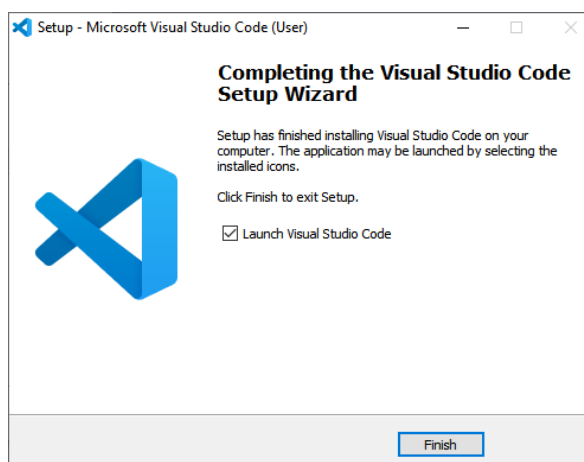 Setup - Microsoft Visual Studio Code (User)
Completing the Visual Studio Code
Setup Wizard
Setup has finished installing Visual Studio Code on your
computer. The application may be launched by selecting the
installed icons.
Click Finish to exit Setup.
Launch Visual Studio Code
Finish